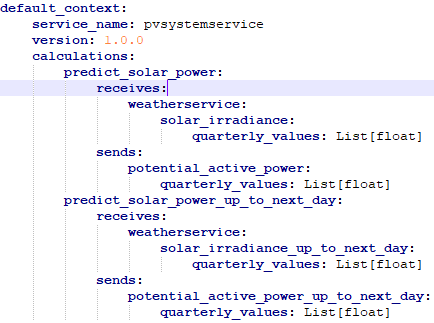 default_context:
    service_name: pvsystemservice
    version: 1.0.0
    calculations:
        predict_solar_power:
            receives:
                weatherservice:
                    solar_irradiance:
                        quarterly_values: List[float]
            sends:
                potential_active_power:
                    quarterly_values: List[float]
        predict_solar_power_up_to_next_day:
            receives:
                weatherservice:
                    solar_irradiance_up_to_next_day:
                        quarterly_values: List[float]
            sends:
                potential_active_power_up_to_next_day:
                    quarterly_values: List[float]